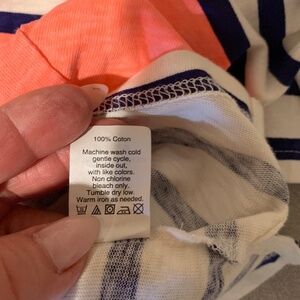 100% Coton
Machine wash cold
gentle cycle,
inside out,
with like colors.
Non chlorine
bleach only.
Tumble dry low.
Warm iron as needed.